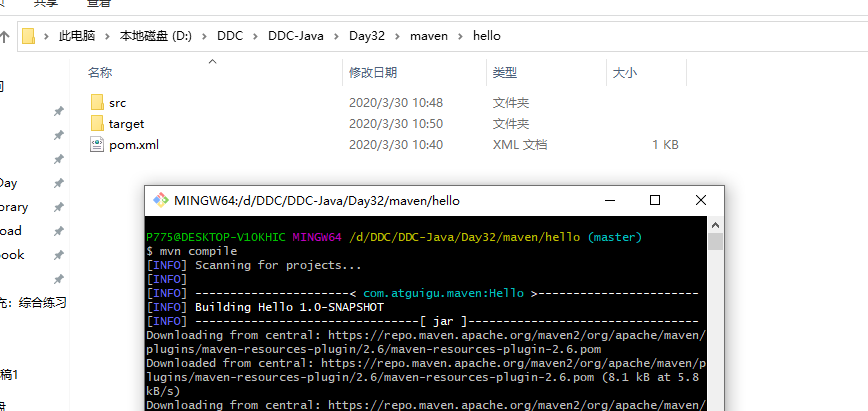 共享 查看
此电脑 > 本地磁盘 (D:) > DDC > DDC-Java > Day32 > maven > hello
名称 修改日期 类型 大小
src 2020/3/30 10:48 文件夹
target 2020/3/30 10:50 文件夹
pom.xml 2020/3/30 10:40 XML 文档 1 KB
Day
brary
oad
ook
充: 综合练习
稿1
盘
MINGW64:/d/DDC/DDC-Java/Day32/maven/hello
P775@DESKTOP-V10KHIC MINGW64 /d/DDC/DDC-Java/Day32/maven/hello (master)
$ mvn compile
[INFO] Scanning for projects...
[INFO]
[INFO] ----------------------< com.atguigu.maven:Hello >-----------------------
[INFO] Building Hello 1.0-SNAPSHOT
[INFO] --------------------------------[ jar ]---------------------------------
Downloading from central: https://repo.maven.apache.org/maven2/org/apache/maven/
plugins/maven-resources-plugin/2.6/maven-resources-plugin-2.6.pom
Downloaded from central: https://repo.maven.apache.org/maven2/org/apache/maven/p
lugins/maven-resources-plugin/2.6/maven-resources-plugin-2.6.pom (8.1 kB at 5.8
kB/s)
Downloading from central: https://repo.maven.apache.org/maven2/org/apache/maven/